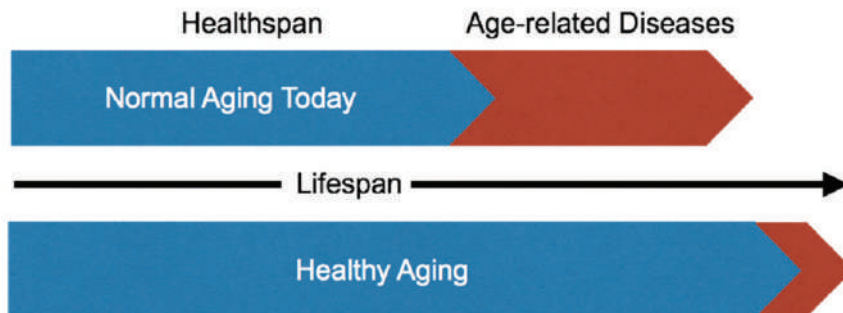 Healthspan Age-related Diseases
Normal Aging Today
Lifespan
Healthy Aging